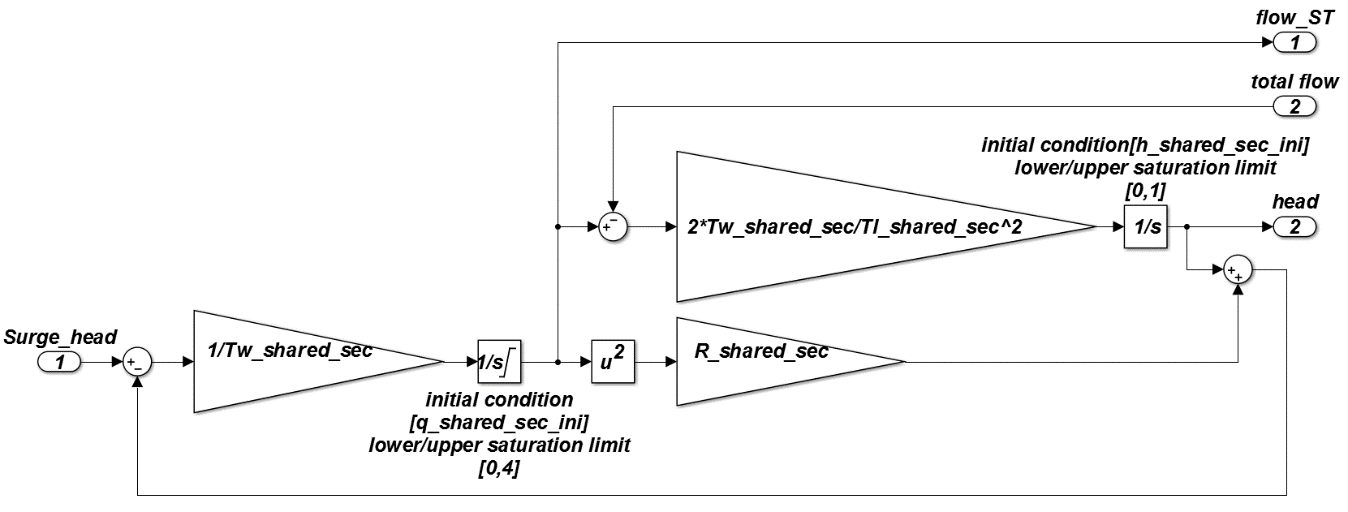 flow_ST
1
total flow
2
initial condition[h_shared_sec_ini]
lower/upper saturation limit
[0,1]
head
2
+
−
2*Tw_shared_sec/Tl_shared_sec^2
1/s
+
+
Surge_head
1
+
−
1/Tw_shared_sec
1/s
u2
R_shared_sec
initial condition
[q_shared_sec_ini]
lower/upper saturation limit
[0,4]